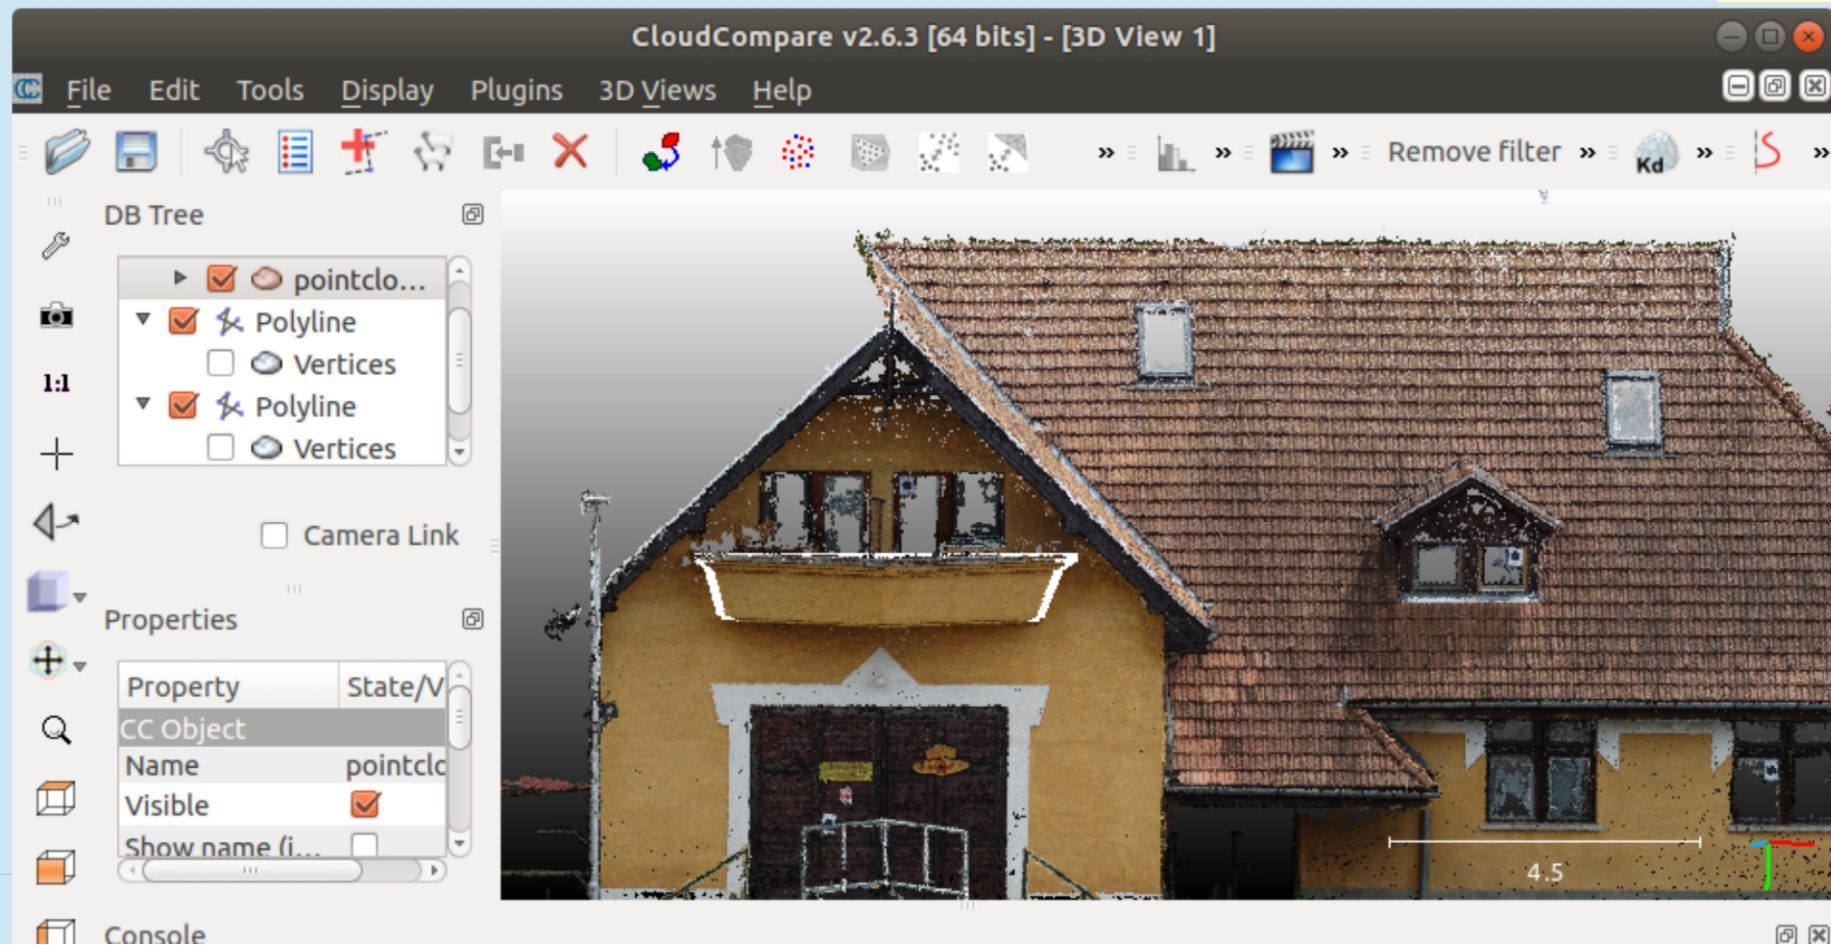 CloudCompare v2.6.3 [64 bits] - [3D View 1]
File Edit Tools Display Plugins 3D Views Help
» » » Remove filter » Kd » »
DB Tree
pointclo...
Polyline
Vertices
1:1
Polyline
Vertices
Camera Link
Properties
Property State/V
CC Object
Name pointclc
Visible
Show name (i...
4.5
Console